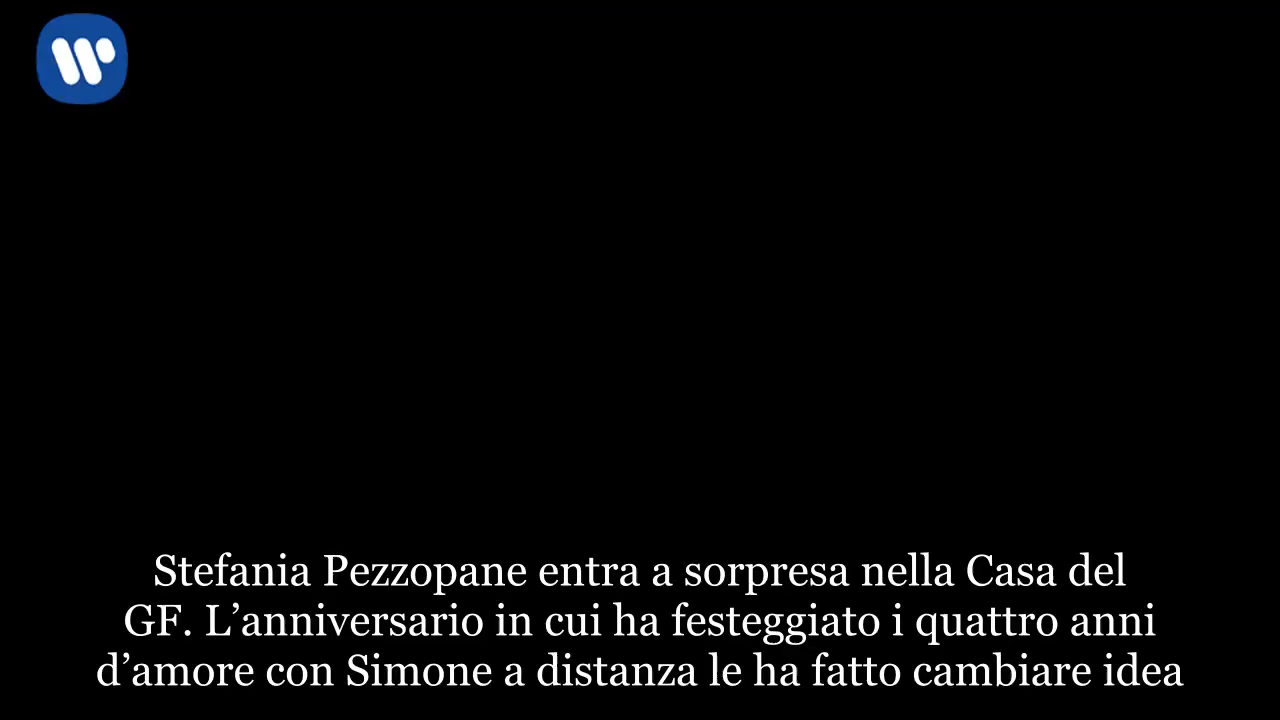 Stefania Pezzopane entra a sorpresa nella Casa del
GF. L’anniversario in cui ha festeggiato i quattro anni
d’amore con Simone a distanza le ha fatto cambiare idea